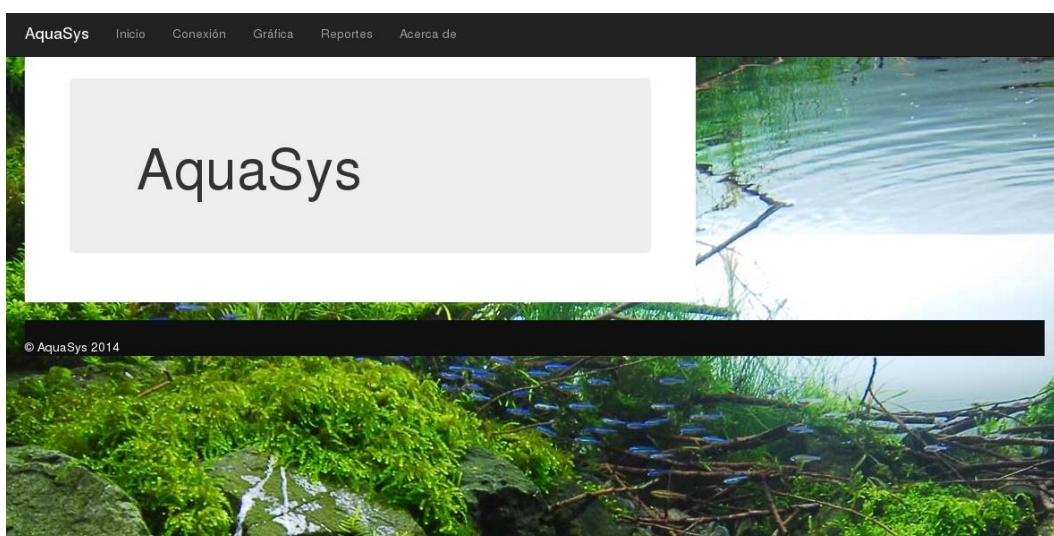 AquaSys Inicio Conexión Gráfica Reportes Acerca de
AquaSys
© AquaSys 2014